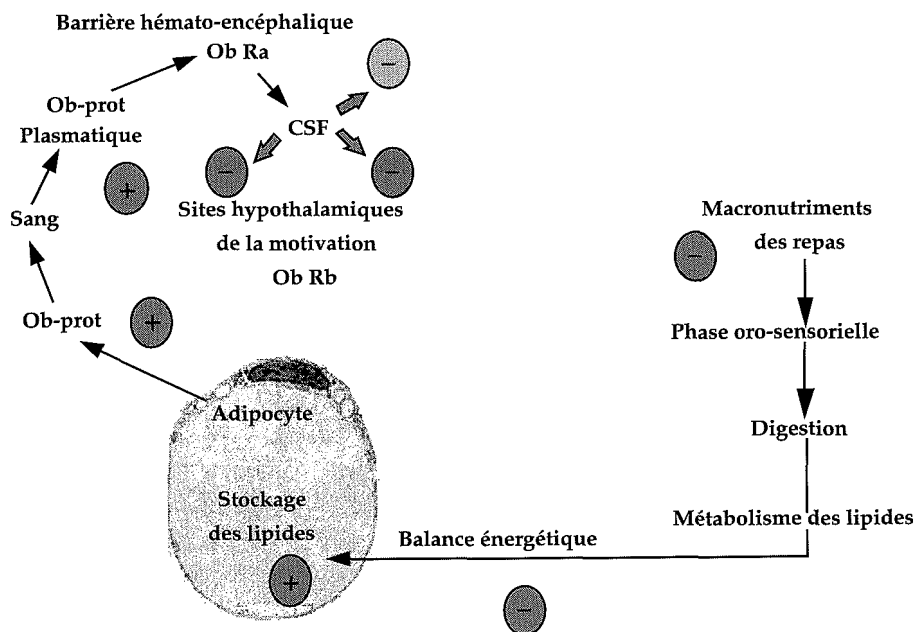 Barrière hémato-encéphalique
Ob Ra
−
Ob-prot
Plasmatique
CSF
+
−
−
Sang
Sites hypothalamiques
de la motivation
Ob Rb
Macronutriments
des repas
−
Ob-prot
+
Phase oro-sensorielle
Adipocyte
Digestion
Stockage
des lipides
Métabolisme des lipides
Balance énergétique
+
−